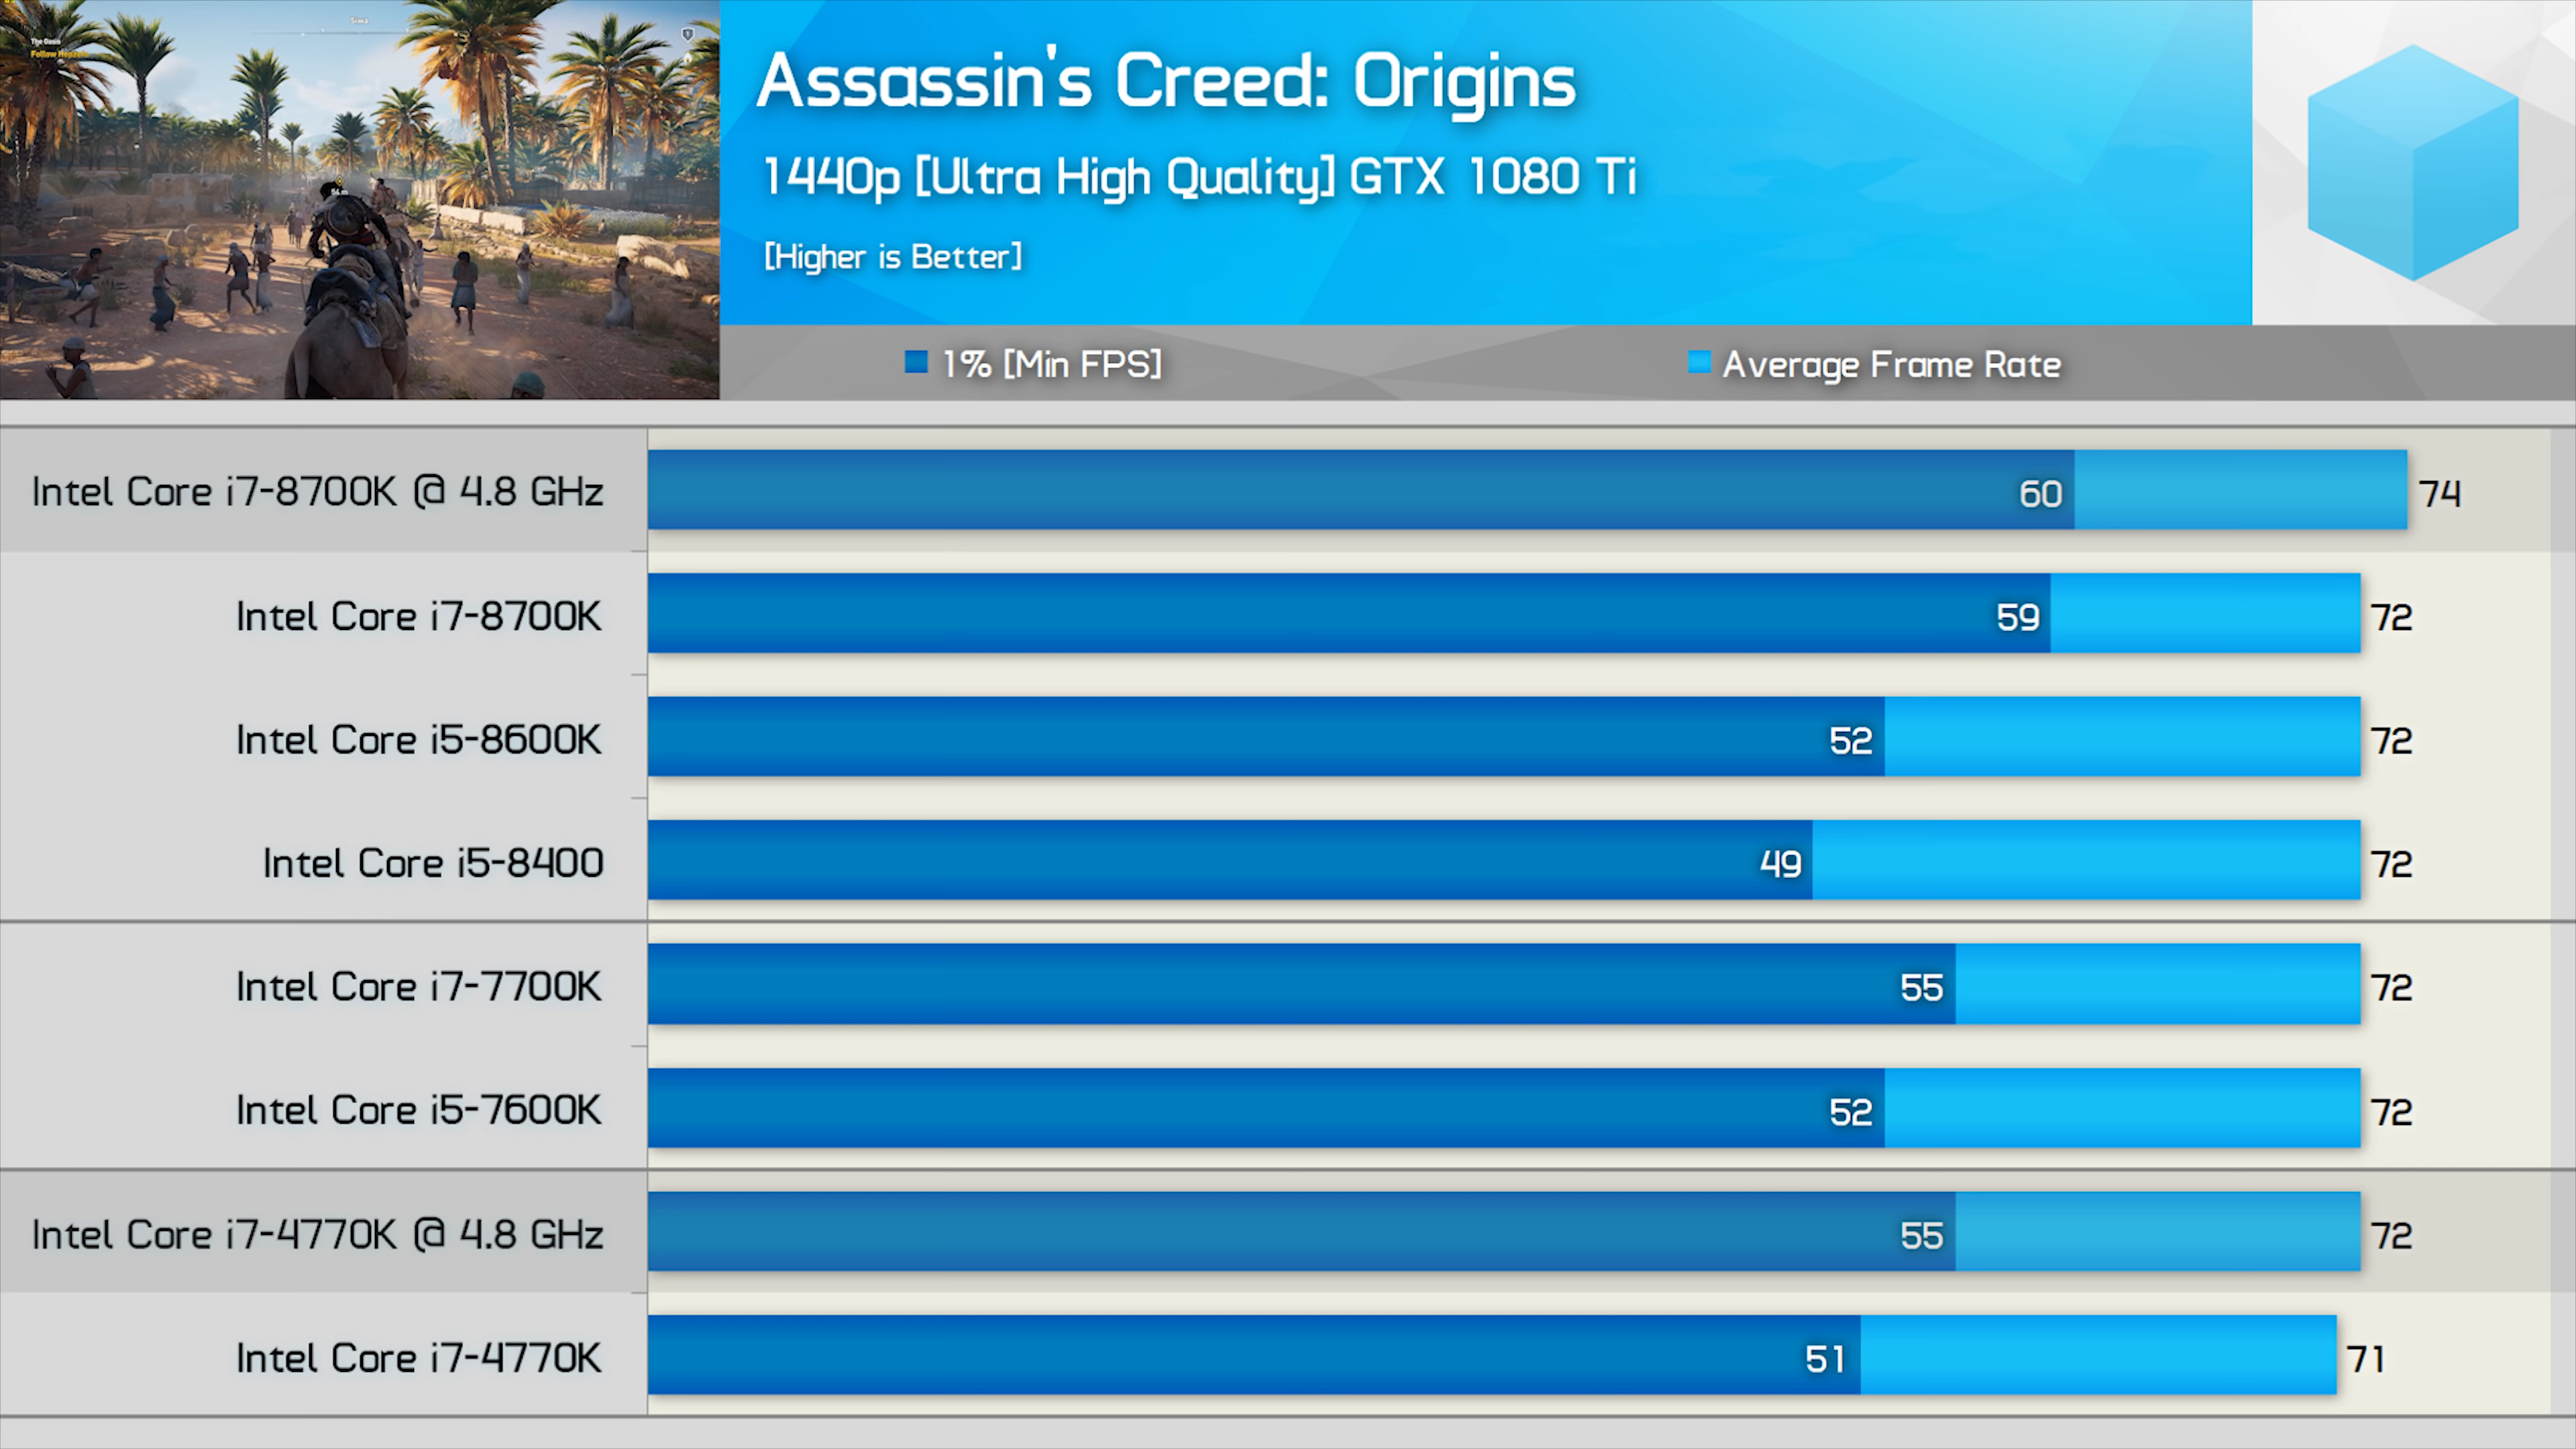 Siwa
The Oasis
Assassin's Creed: Origins
1440p [Ultra High Quality] GTX 1080 Ti
[Higher is Better]
1% [Min FPS]
Average Frame Rate
Intel Core i7-8700K @ 4.8 GHz 60 74
Intel Core i7-8700K 59 72
Intel Core i5-8600K 52 72
Intel Core i5-8400 49 72
Intel Core i7-7700K 55 72
Intel Core i5-7600K 52 72
Intel Core i7-4770K @ 4.8 GHz 55 72
Intel Core i7-4770K 51 71